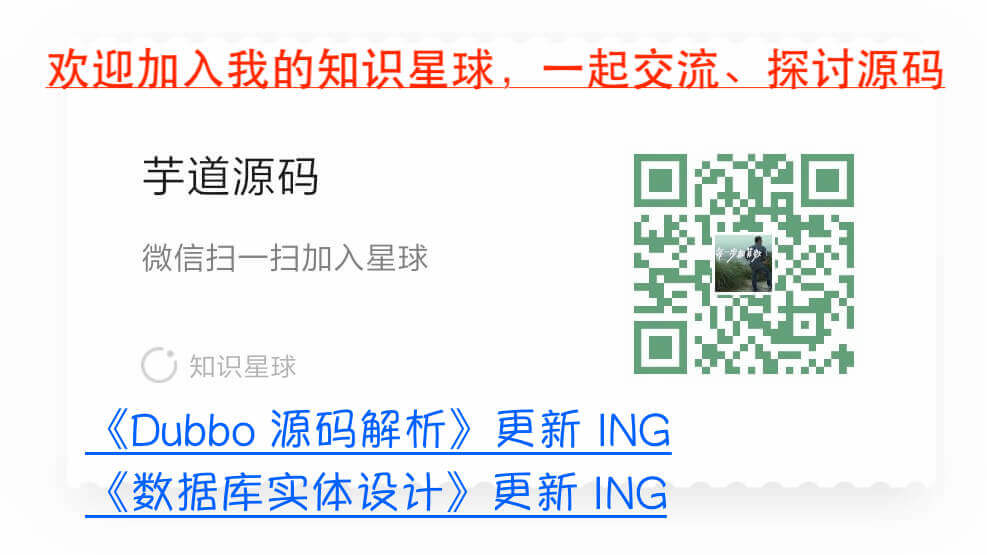 欢迎加入我的知识星球，一起交流、探讨源码
芋道源码
微信扫一扫加入星球
知识星球
《Dubbo 源码解析》更新 ING
《数据库实体设计》更新 ING